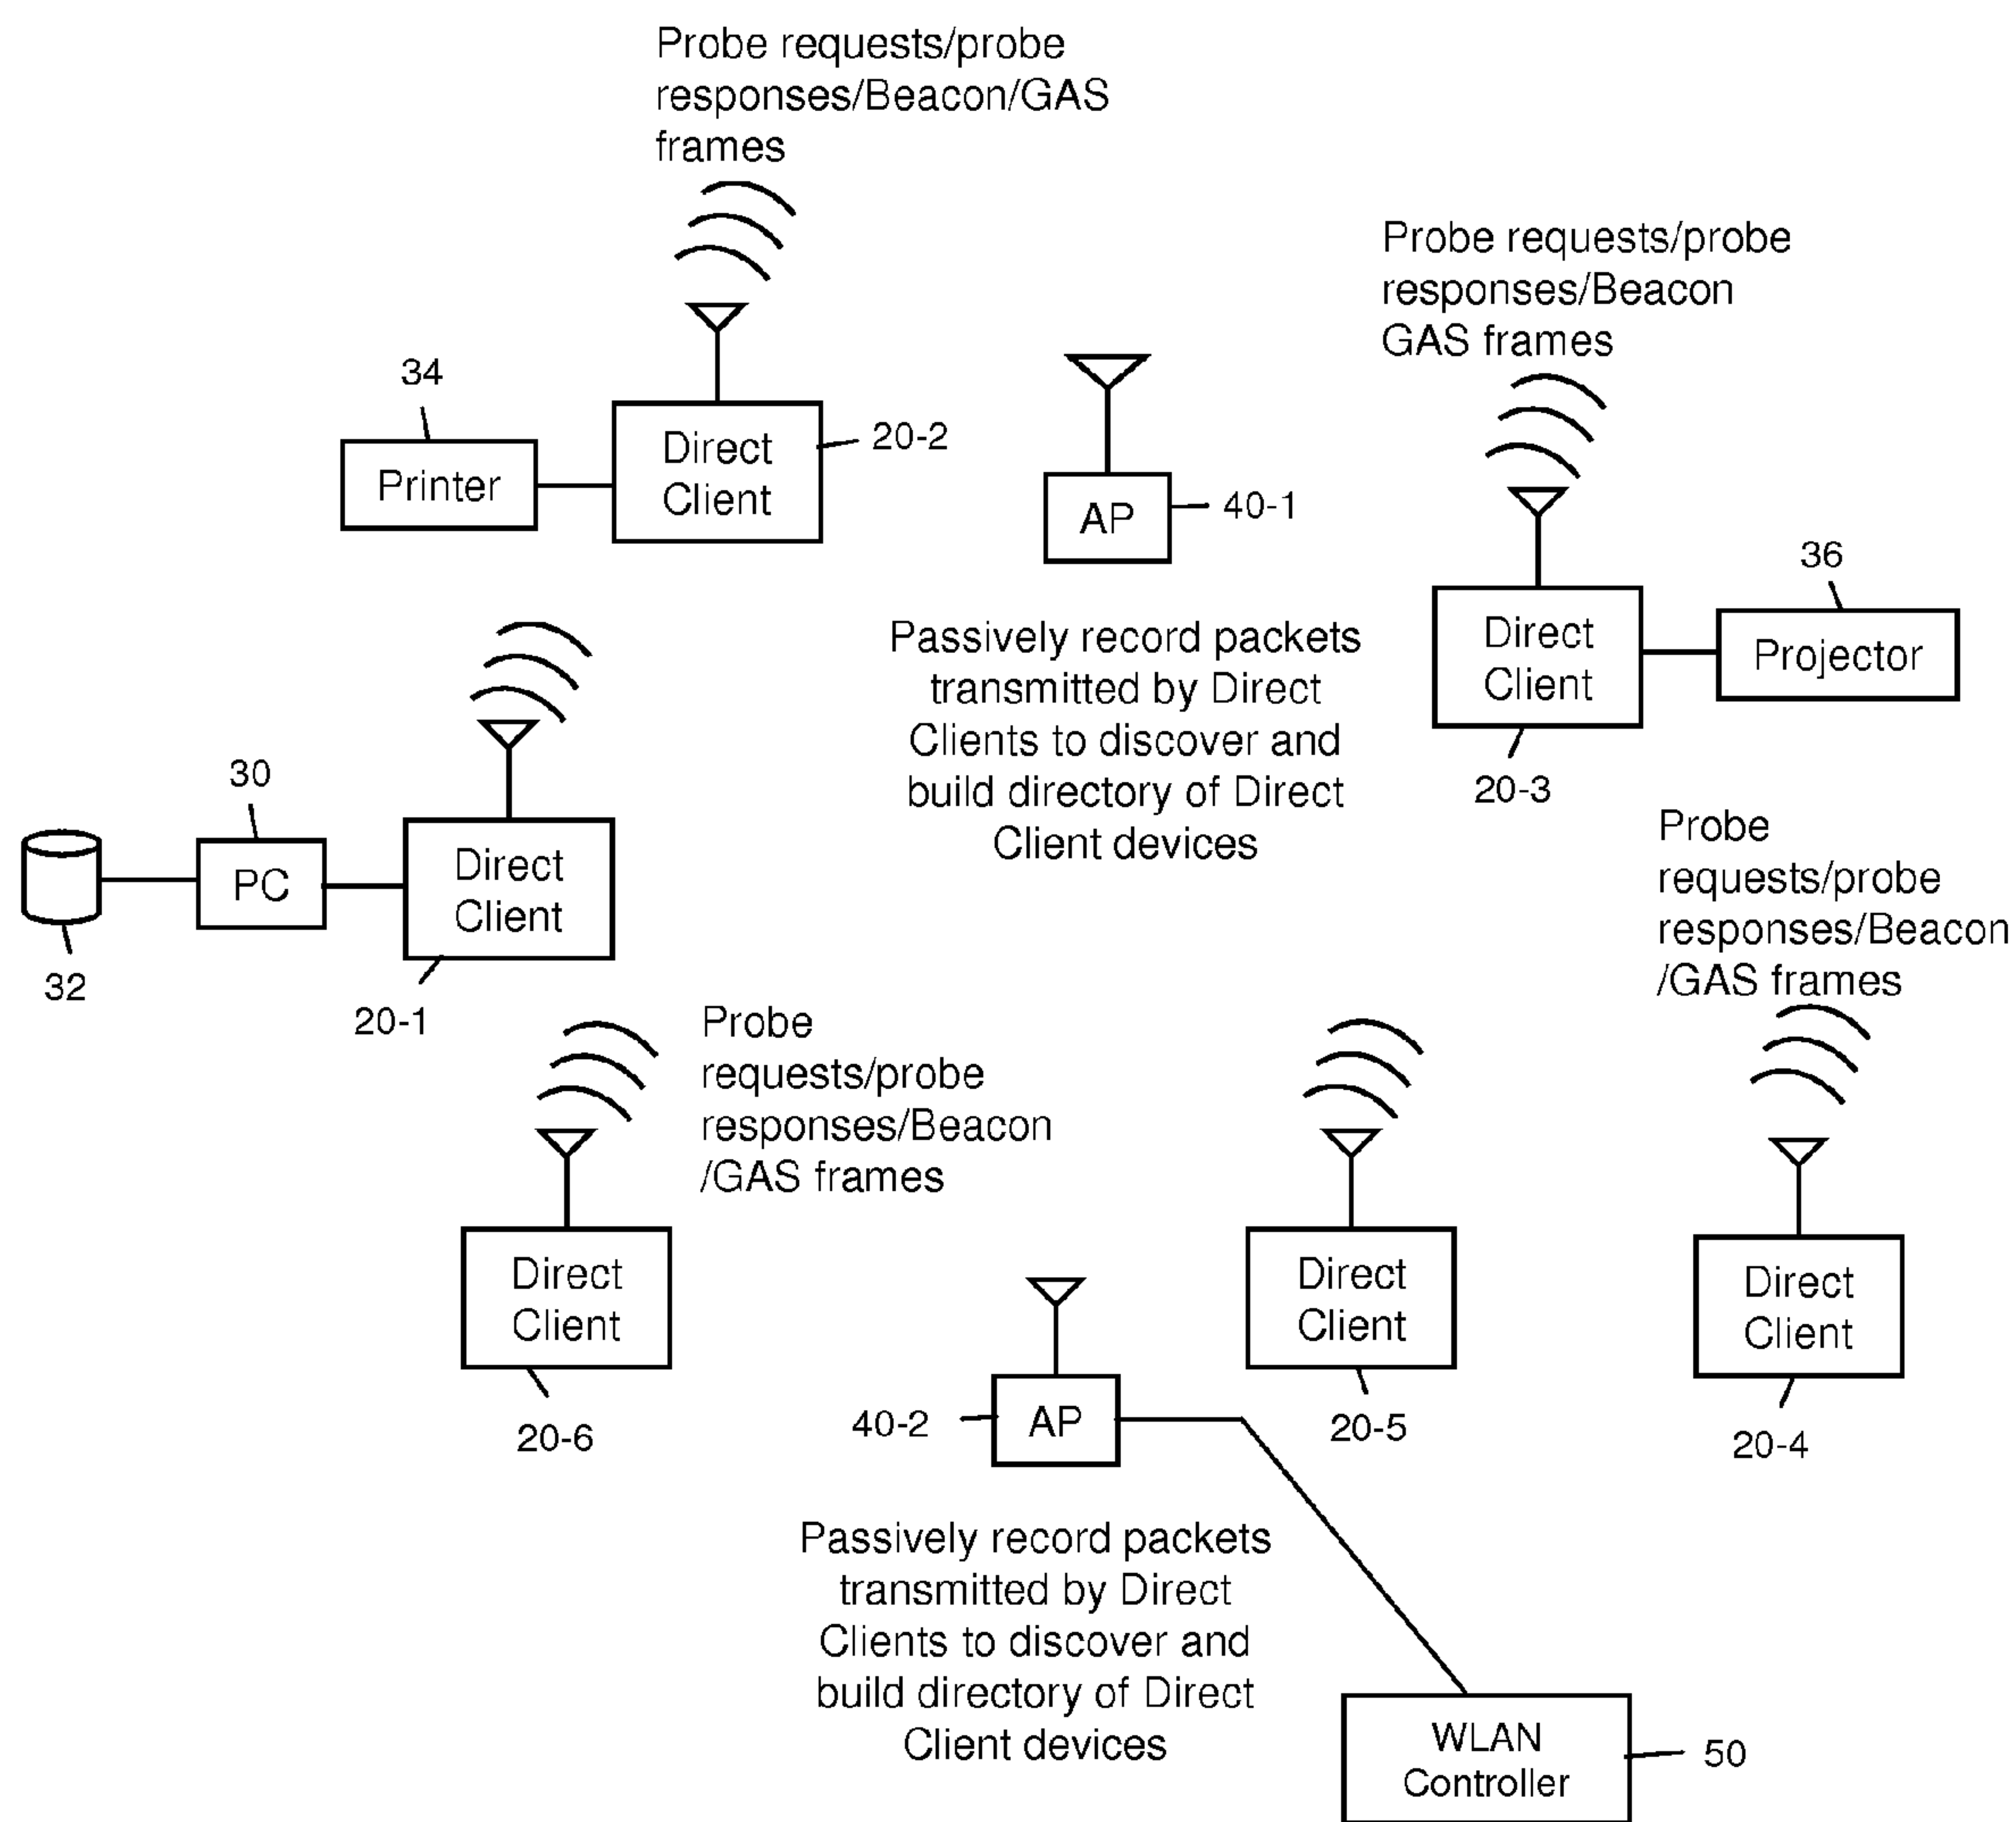 Probe requests/probe
responses/Beacon/GAS
frames
Probe requests/probe
responses/Beacon
GAS frames
34
Printer
Direct
Client
20-2
AP
40-1
36
Direct
Client
Projector
20-3
Passively record packets
transmitted by Direct
Clients to discover and
build directory of Direct
Client devices
30
PC
32
Direct
Client
20-1
Probe
requests/probe
responses/Beacon
/GAS frames
Probe
requests/probe
responses/Beacon
/GAS frames
Direct
Client
20-6
40-2
AP
Direct
Client
20-5
Direct
Client
20-4
Passively record packets
transmitted by Direct
Clients to discover and
build directory of Direct
Client devices
WLAN
Controller
50